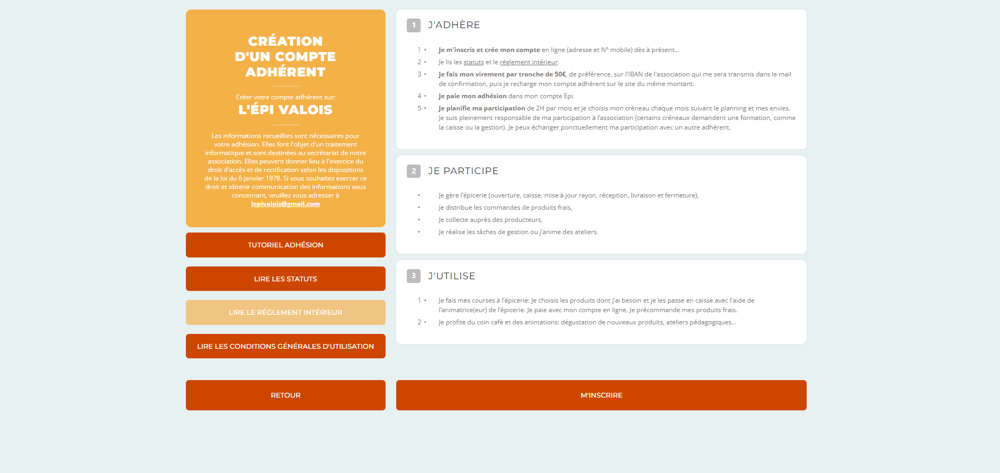 CRÉATION
D'UN COMPTE
ADHÉRENT
Créer votre compte adhérent sur:
L'ÉPI VALOIS
Les informations recueillies sont nécessaires pour
votre adhésion. Elles font l'objet d'un traitement
informatique et sont destinées au secrétariat de notre
association. Elles peuvent donner lieu à l'exercice du
droit d'accès et de rectification selon les dispositions
de la loi du 6 janvier 1978. Si vous souhaitez exercer ce
droit et obtenir communication des informations vous
concernant, veuillez vous adresser à
lepivalois@gmail.com
TUTORIEL ADHÉSION
LIRE LES STATUTS
LIRE LE RÉGLEMENT INTÉRIEUR
LIRE LES CONDITIONS GÉNÉRALES D'UTILISATION
RETOUR
1 J'ADHÈRE
1 • Je m'inscris et crée mon compte en ligne (adresse et N° mobile) dès à présent...
2 • Je lis les statuts et le réglement intérieur.
3 • Je fais mon virement par tranche de 50€, de préférence, sur l'IBAN de l'association qui me sera transmis dans le mail
de confirmation, puis je recharge mon compte adhérent sur le site du même montant.
4 • Je paie mon adhésion dans mon compte Epi.
5 • Je planifie ma participation de 2H par mois et je choisis mon créneau chaque mois suivant le planning et mes envies.
Je suis pleinement responsable de ma participation à l'association (certains créneaux demandent une formation, comme
la caisse ou la gestion). Je peux échanger ponctuellement ma participation avec un autre adhérent.
2 JE PARTICIPE
• Je gère l'épicerie (ouverture, caisse, mise à jour rayon, réception, livraison et fermeture),
• Je distribue les commandes de produits frais,
• Je collecte auprès des producteurs,
• Je réalise les tâches de gestion ou j'anime des ateliers.
3 J'UTILISE
1 • Je fais mes courses à l'épicerie: Je choisis les produits dont j'ai besoin et je les passe en caisse avec l'aide de
l'animatrice(eur) de l'épicerie. Je paie avec mon compte en ligne. Je précommande mes produits frais.
2 • Je profite du coin café et des animations: dégustation de nouveaux produits, ateliers pédagogiques...
M'INSCRIRE